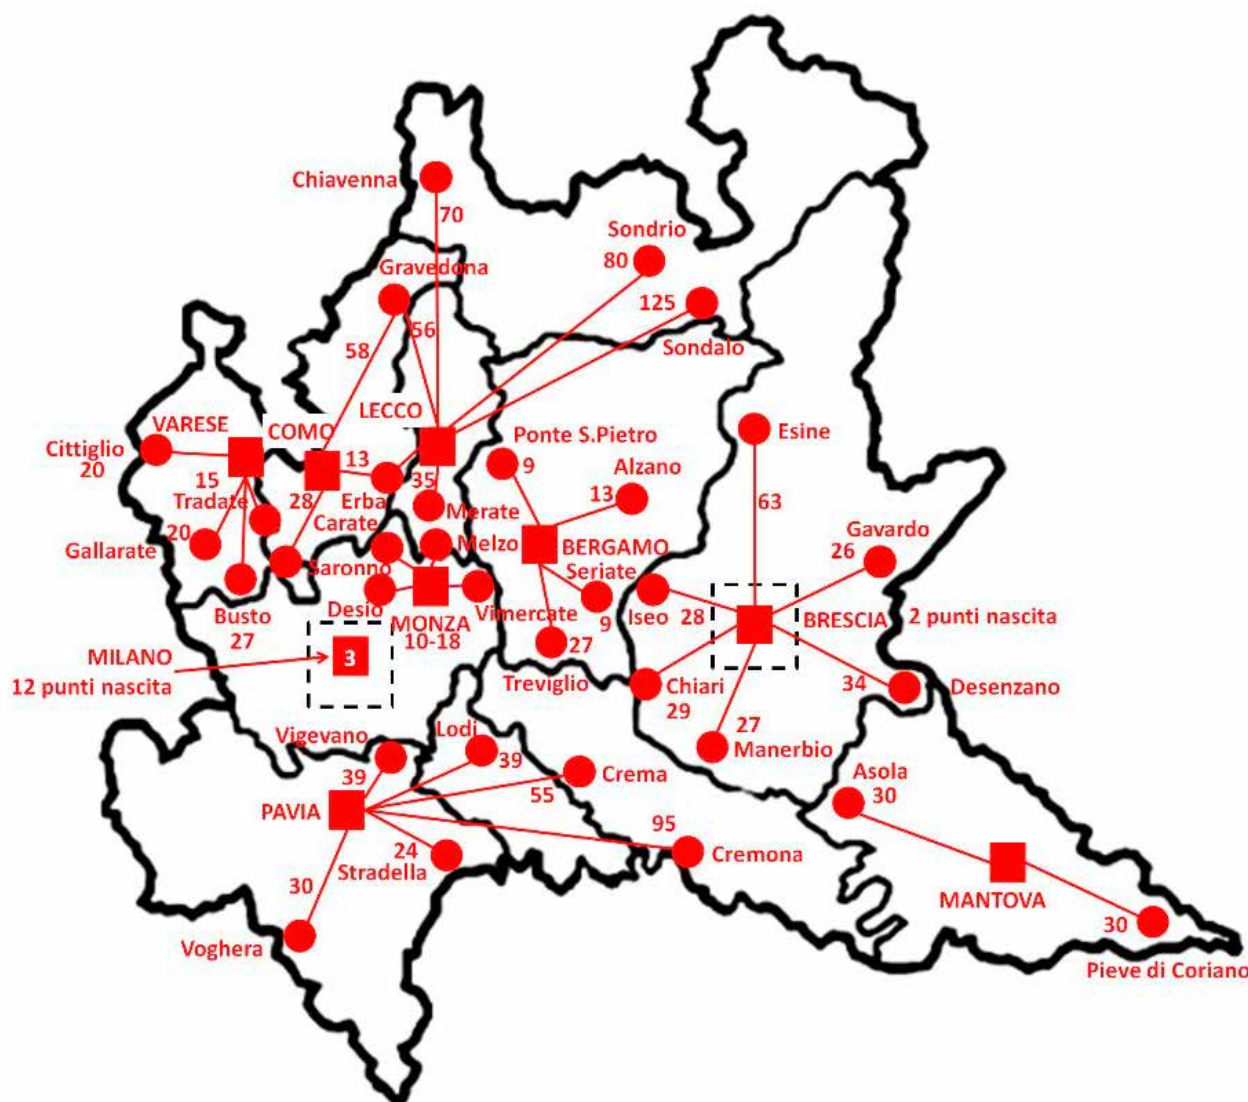 Chiavenna
70
Sondrio
80
Gravedona
125
56
Sondalo
58
LECCO
VARESE
COMO
Cittiglio
20
15
13
28
Tradate
Erba
35
Merate
Ponte S.Pietro
9
Alzano
13
Esine
63
Gallarate
20
Carate
Melzo
BERGAMO
Seriate
Gavardo
26
Saronno
Desio
Vimercate
9
Iseo
28
BRESCIA
2 punti nascita
Busto
27
MONZA
10-18
MILANO
12 punti nascita
3
27
Treviglio
Chiari
29
34
Desenzano
27
Manerbio
Vigevano
39
Lodi
39
Crema
55
Asola
30
PAVIA
95
Cremona
24
Stradella
30
Voghera
MANTOVA
30
Pieve di Coriano